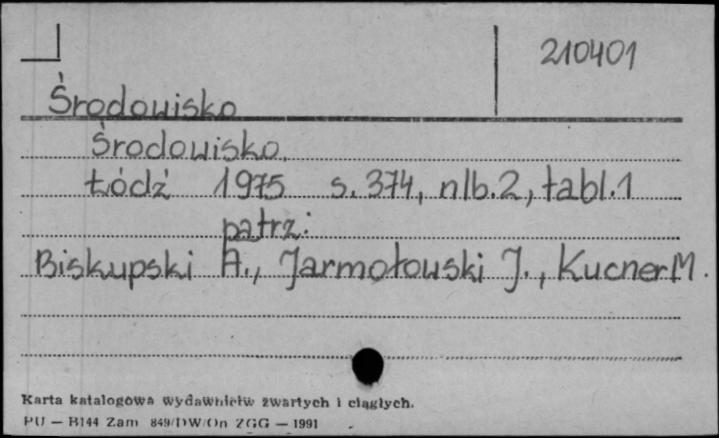 210401
Środowisko
Środowisko.
Łódź 1975 s. 374, nlb. 2, tabl. 1
patrz:
Biskupski A., Jarmołowski J., Kucner M.
Karta katalogowa wydawnictw zwartych i ciągłych.
PU — B144 Zam 849/DW/On ZGG — 1991